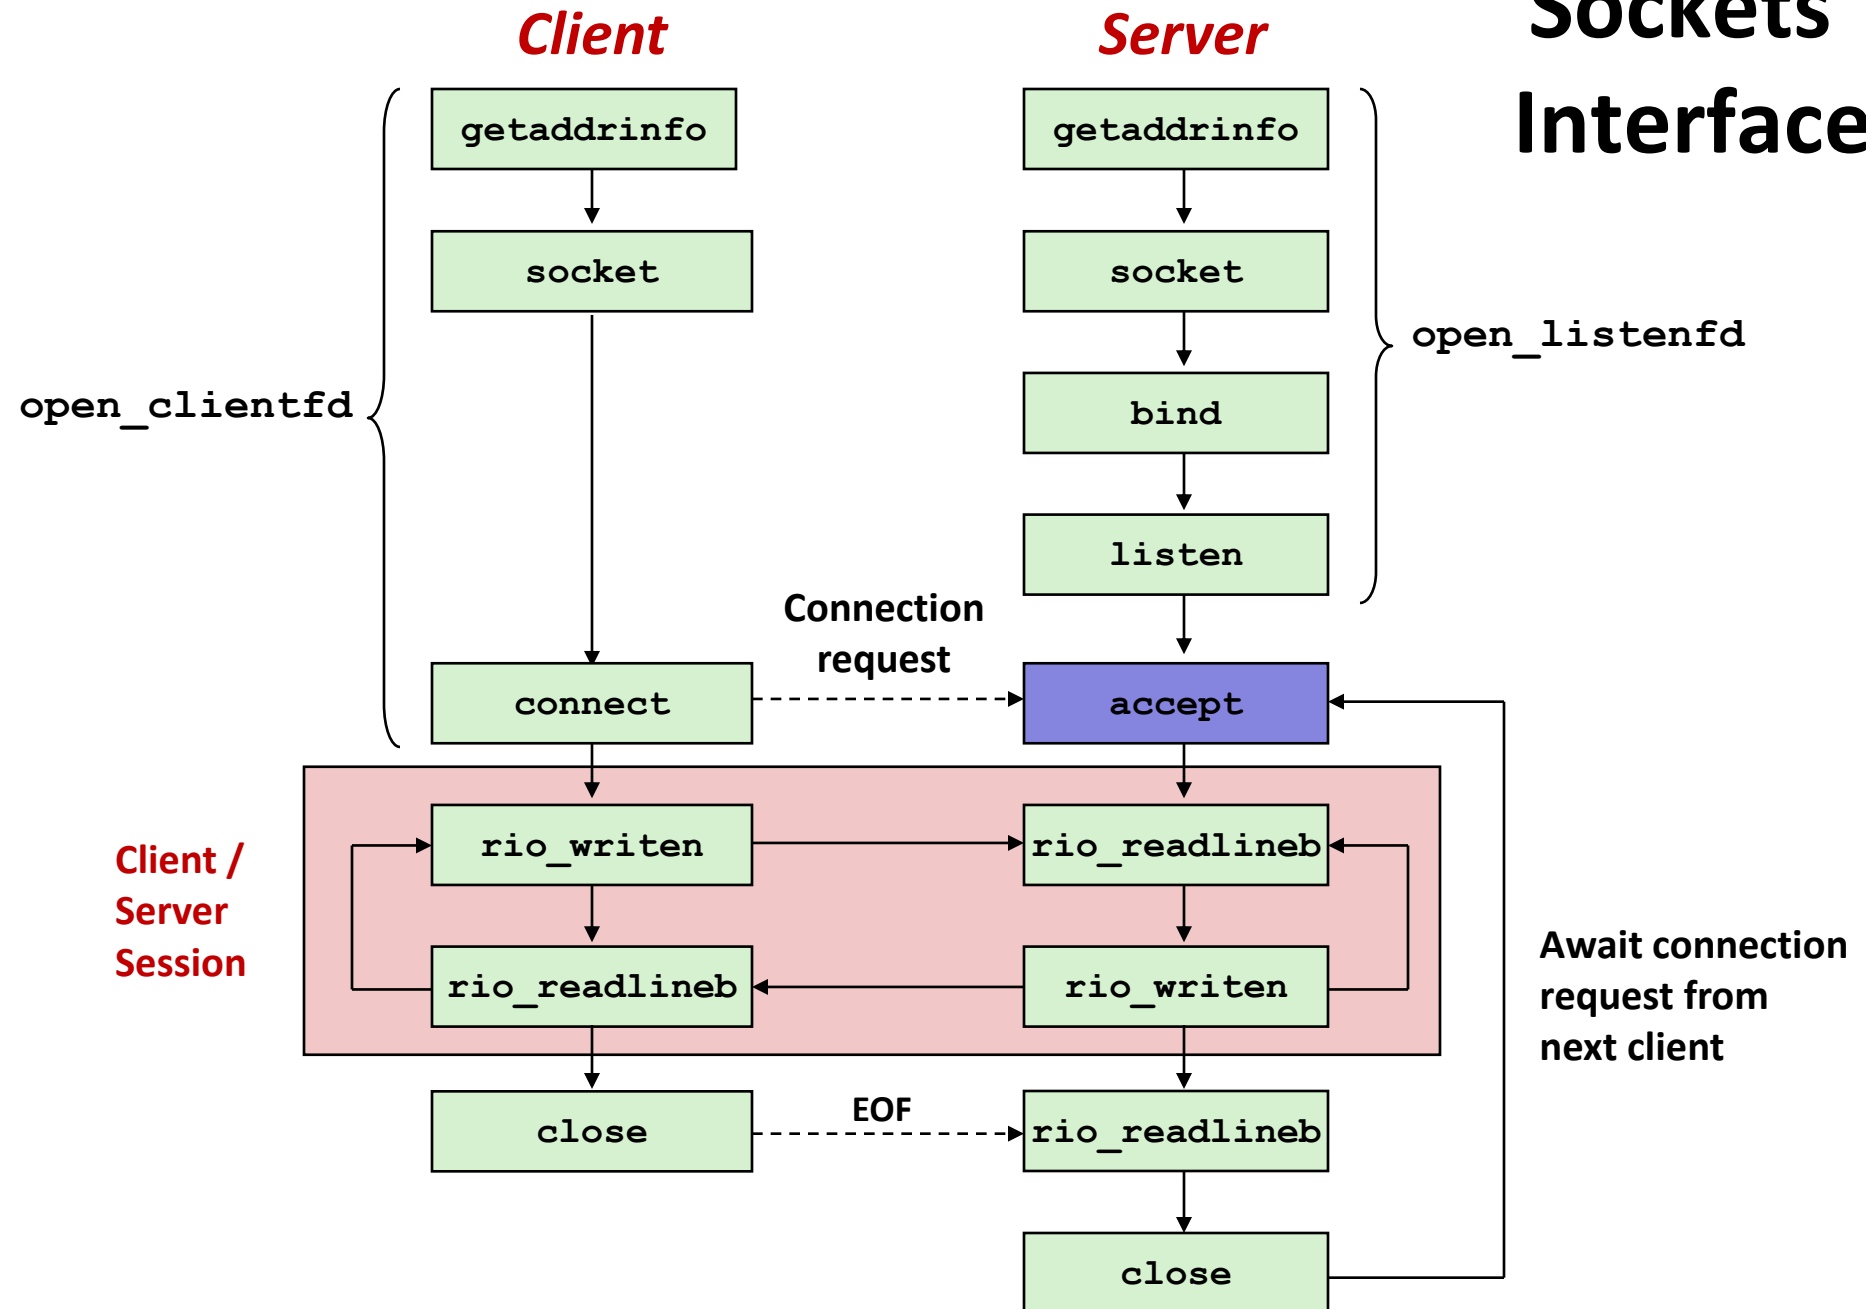 Client
Server
Sockets
Interface
getaddrinfo
getaddrinfo
socket
socket
open_listenfd
open_clientfd
bind
listen
Connection
request
connect
accept
Client /
Server
Session
rio_writen
rio_readlineb
rio_readlineb
rio_writen
Await connection
request from
next client
close
EOF
rio_readlineb
close